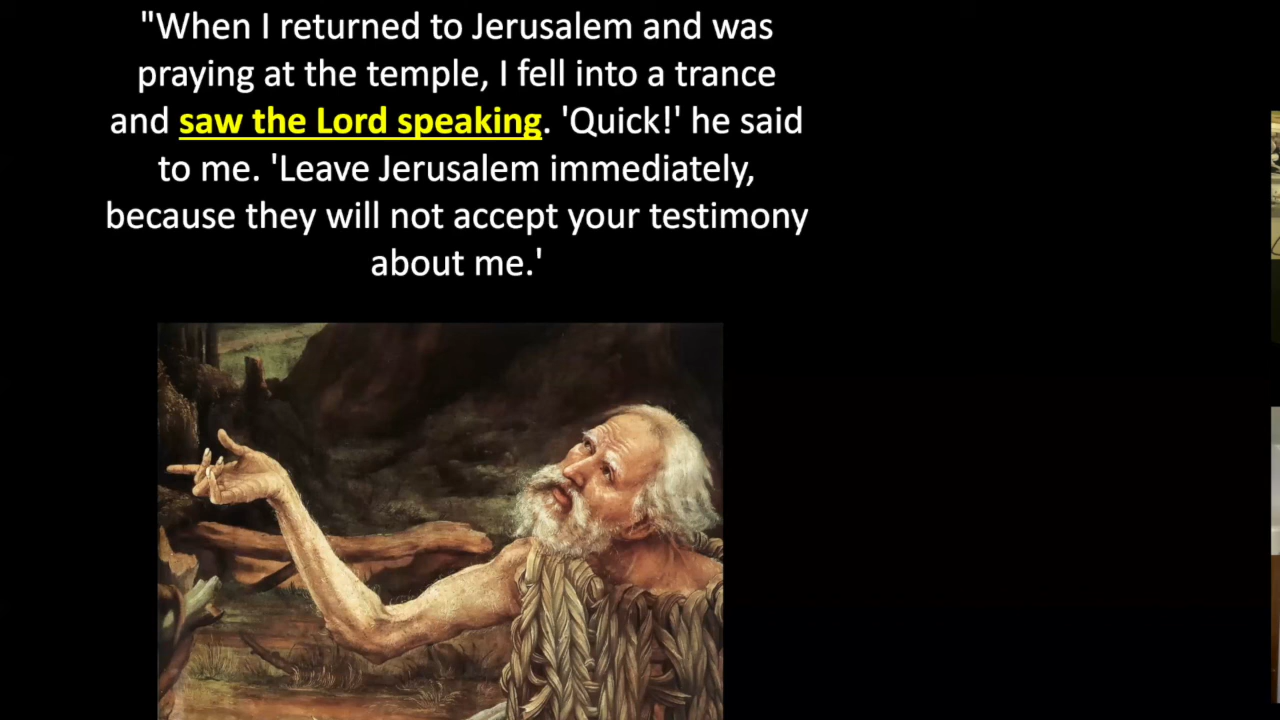 "When I returned to Jerusalem and was
praying at the temple, I fell into a trance
and saw the Lord speaking. 'Quick!' he said
to me. 'Leave Jerusalem immediately,
because they will not accept your testimony
about me.'